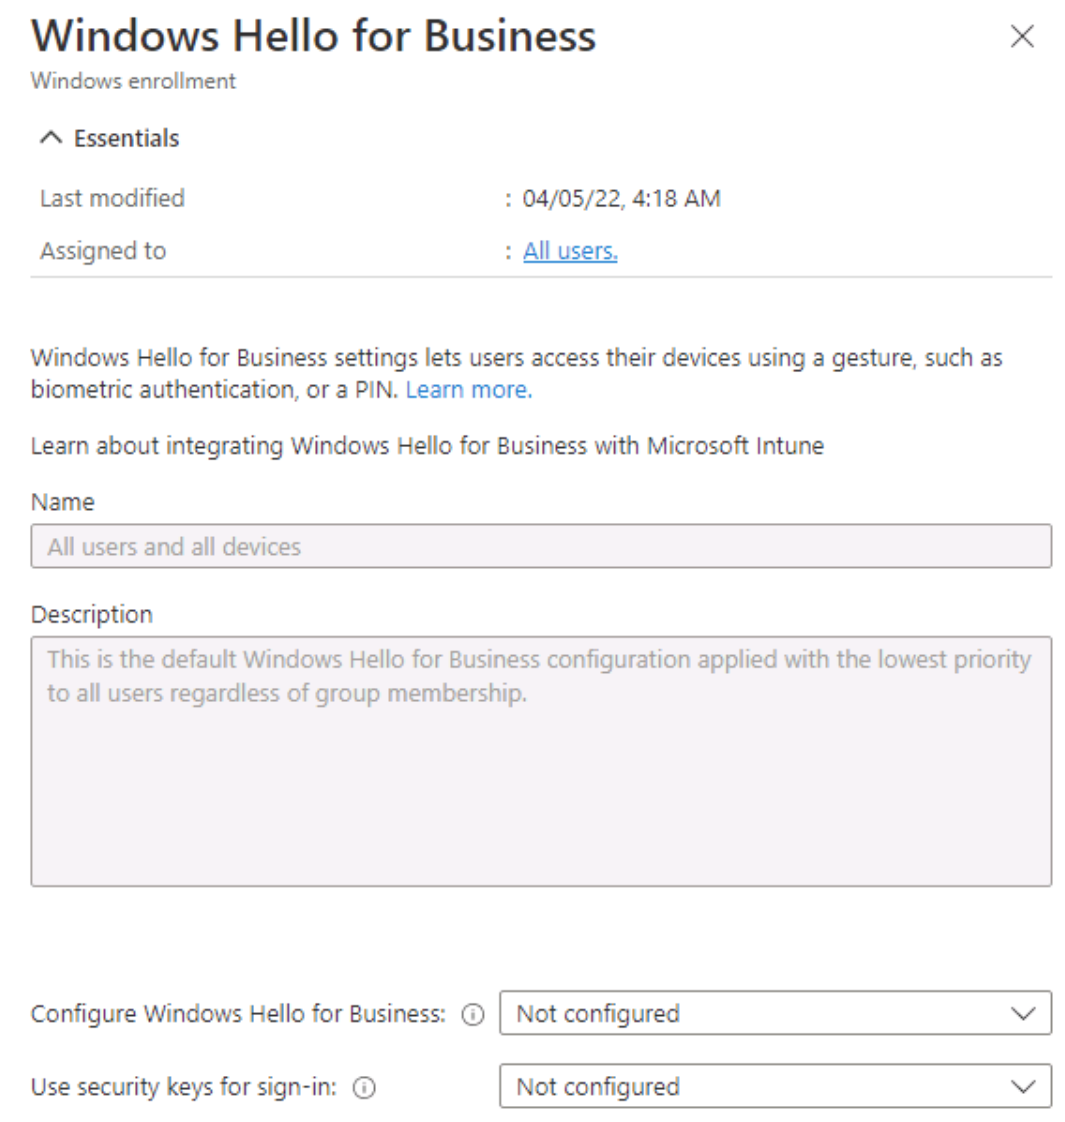 Windows Hello for Business
Windows enrollment
Essentials
Last modified : 04/05/22, 4:18 AM
Assigned to : All users.
Windows Hello for Business settings lets users access their devices using a gesture, such as
biometric authentication, or a PIN. Learn more.
Learn about integrating Windows Hello for Business with Microsoft Intune
Name
All users and all devices
Description
This is the default Windows Hello for Business configuration applied with the lowest priority
to all users regardless of group membership.
Configure Windows Hello for Business: Not configured
Use security keys for sign-in: Not configured